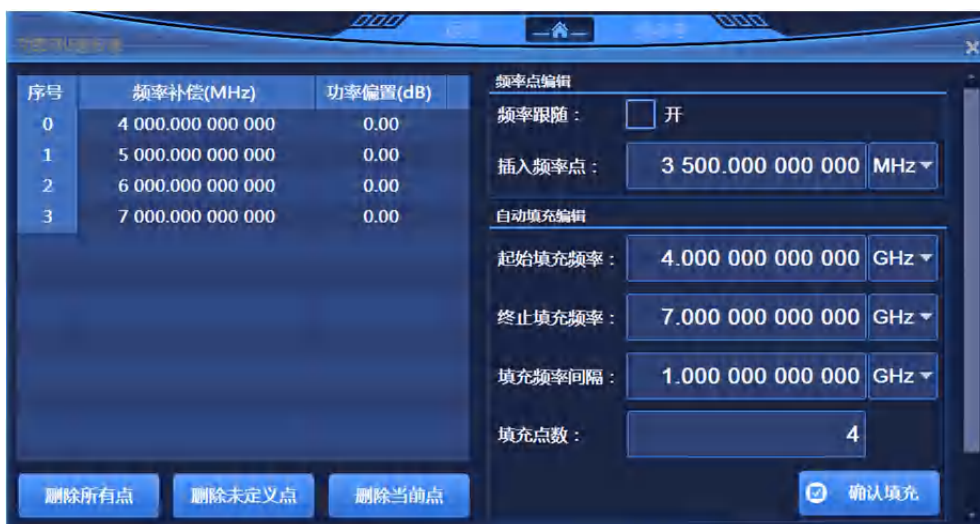 序号 频率补偿(MHz) 功率偏置(dB)
0 4 000.000 000 000 0.00
1 5 000.000 000 000 0.00
2 6 000.000 000 000 0.00
3 7 000.000 000 000 0.00
删除所有点 删除未定义点 删除当前点
频率点编辑
频率跟随： 开
插入频率点： 3 500.000 000 000 MHz
自动填充编辑
起始填充频率： 4.000 000 000 000 GHz
终止填充频率： 7.000 000 000 000 GHz
填充频率间隔： 1.000 000 000 000 GHz
填充点数： 4
确认填充